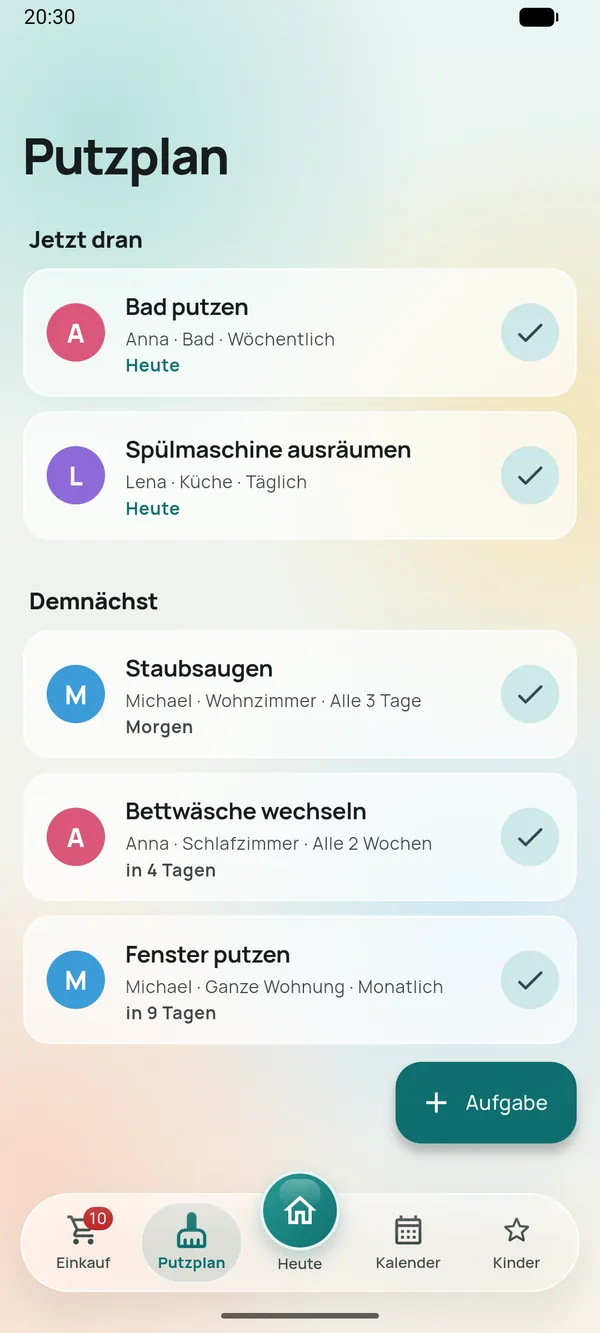 20:30
Putzplan
Jetzt dran
A
Bad putzen
Anna · Bad · Wöchentlich
Heute
L
Spülmaschine ausräumen
Lena · Küche · Täglich
Heute
Demnächst
M
Staubsaugen
Michael · Wohnzimmer · Alle 3 Tage
Morgen
A
Bettwäsche wechseln
Anna · Schlafzimmer · Alle 2 Wochen
in 4 Tagen
M
Fenster putzen
Michael · Ganze Wohnung · Monatlich
in 9 Tagen
+ Aufgabe
10
Einkauf
Putzplan
Heute
Kalender
Kinder